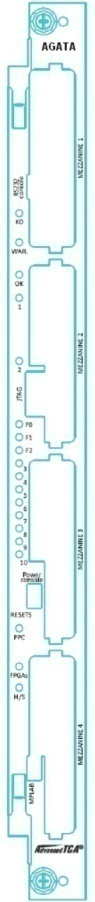 AGATA
MEZZANINE 1
RS232
console
KO
WAR.
MEZZANINE 2
OK
1
2
JTAG
F0
F1
F2
MEZZANINE 3
3
4
5
6
7
8
9
10
Power
console
RESETS
PPC
MEZZANINE 4
FPGAs
H/S
MPLAB
AdvancedTCA®